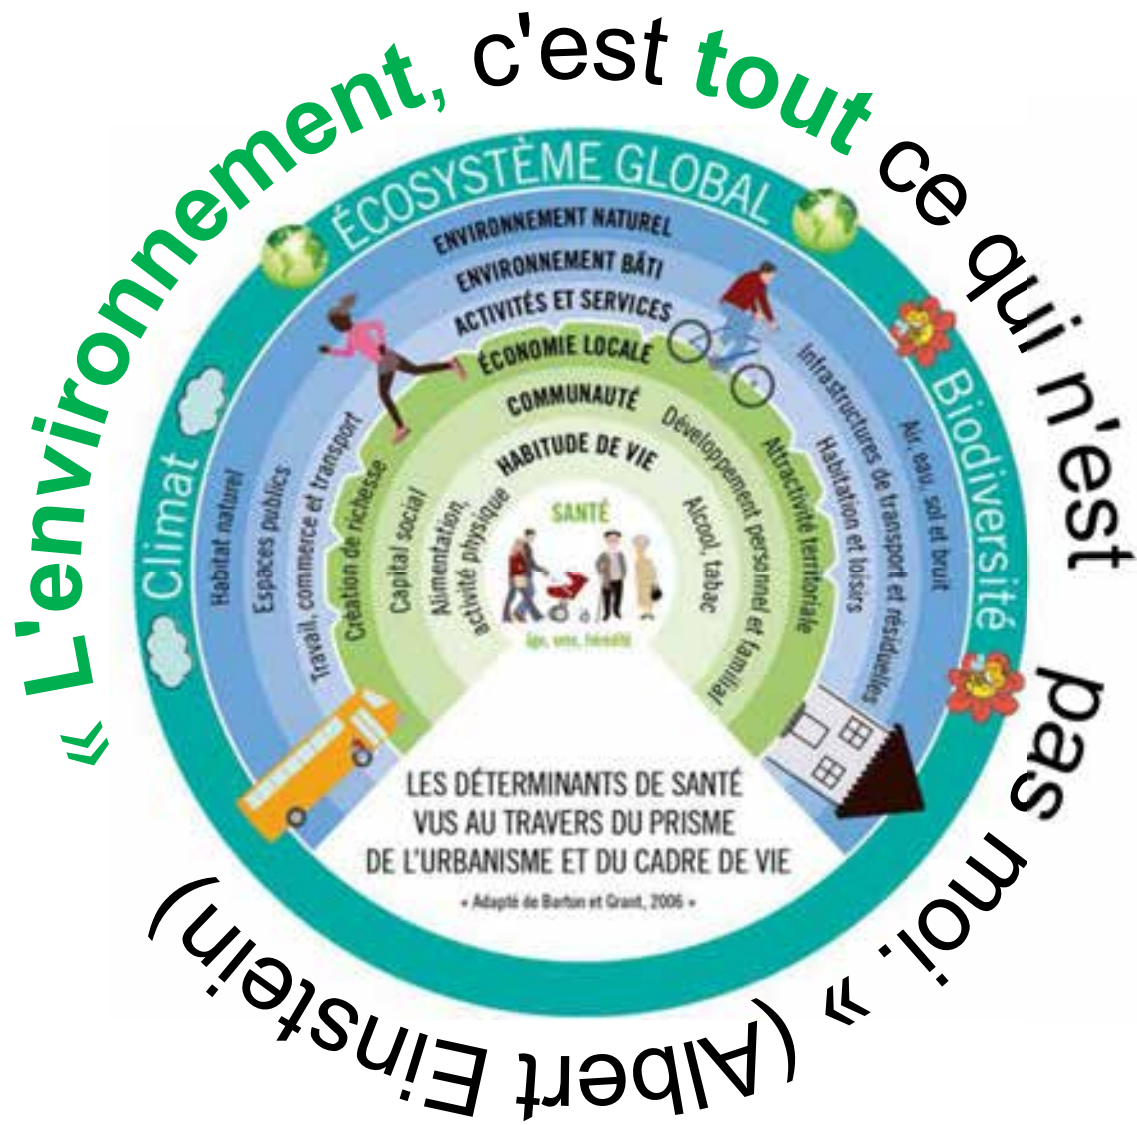 « L'environnement, c'est tout ce qui n'est pas moi. » (Albert Einstein)
ÉCOSYSTÈME GLOBAL
Climat
Biodiversité
ENVIRONNEMENT NATUREL
Habitat naturel
Air, eau, sol et bruit
ENVIRONNEMENT BÂTI
Espaces publics
Infrastructures de transport et résiduelles
ACTIVITÉS ET SERVICES
Travail, commerce et transport
Habitation et loisirs
ÉCONOMIE LOCALE
Création de richesse
Attractivité territoriale
COMMUNAUTÉ
Capital social
Développement personnel et familial
HABITUDE DE VIE
Alimentation,
activité physique
Alcool, tabac
SANTÉ
âge, sexe, hérédité
LES DÉTERMINANTS DE SANTÉ
VUS AU TRAVERS DU PRISME
DE L'URBANISME ET DU CADRE DE VIE
« Adapté de Barton et Grant, 2006 »